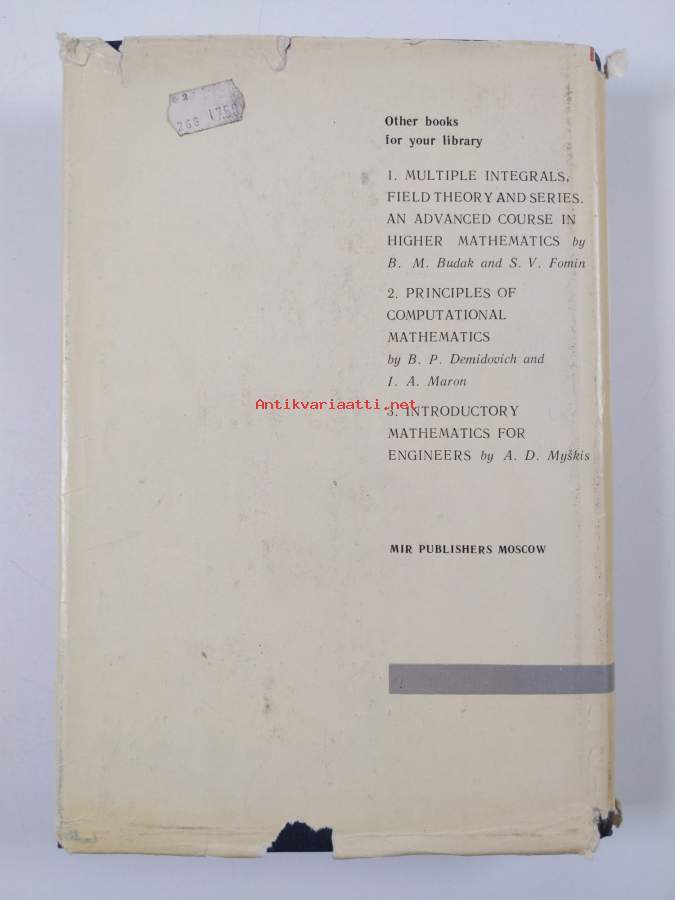 266 1750
Other books
for your library
1. MULTIPLE INTEGRALS,
FIELD THEORY AND SERIES.
AN ADVANCED COURSE IN
HIGHER MATHEMATICS by
B. M. Budak and S. V. Fomin
2. PRINCIPLES OF
COMPUTATIONAL
MATHEMATICS
by B. P. Demidovich and
I. A. Maron
Antikvariaatti.net
3. INTRODUCTORY
MATHEMATICS FOR
ENGINEERS by A. D. Myškis
MIR PUBLISHERS MOSCOW